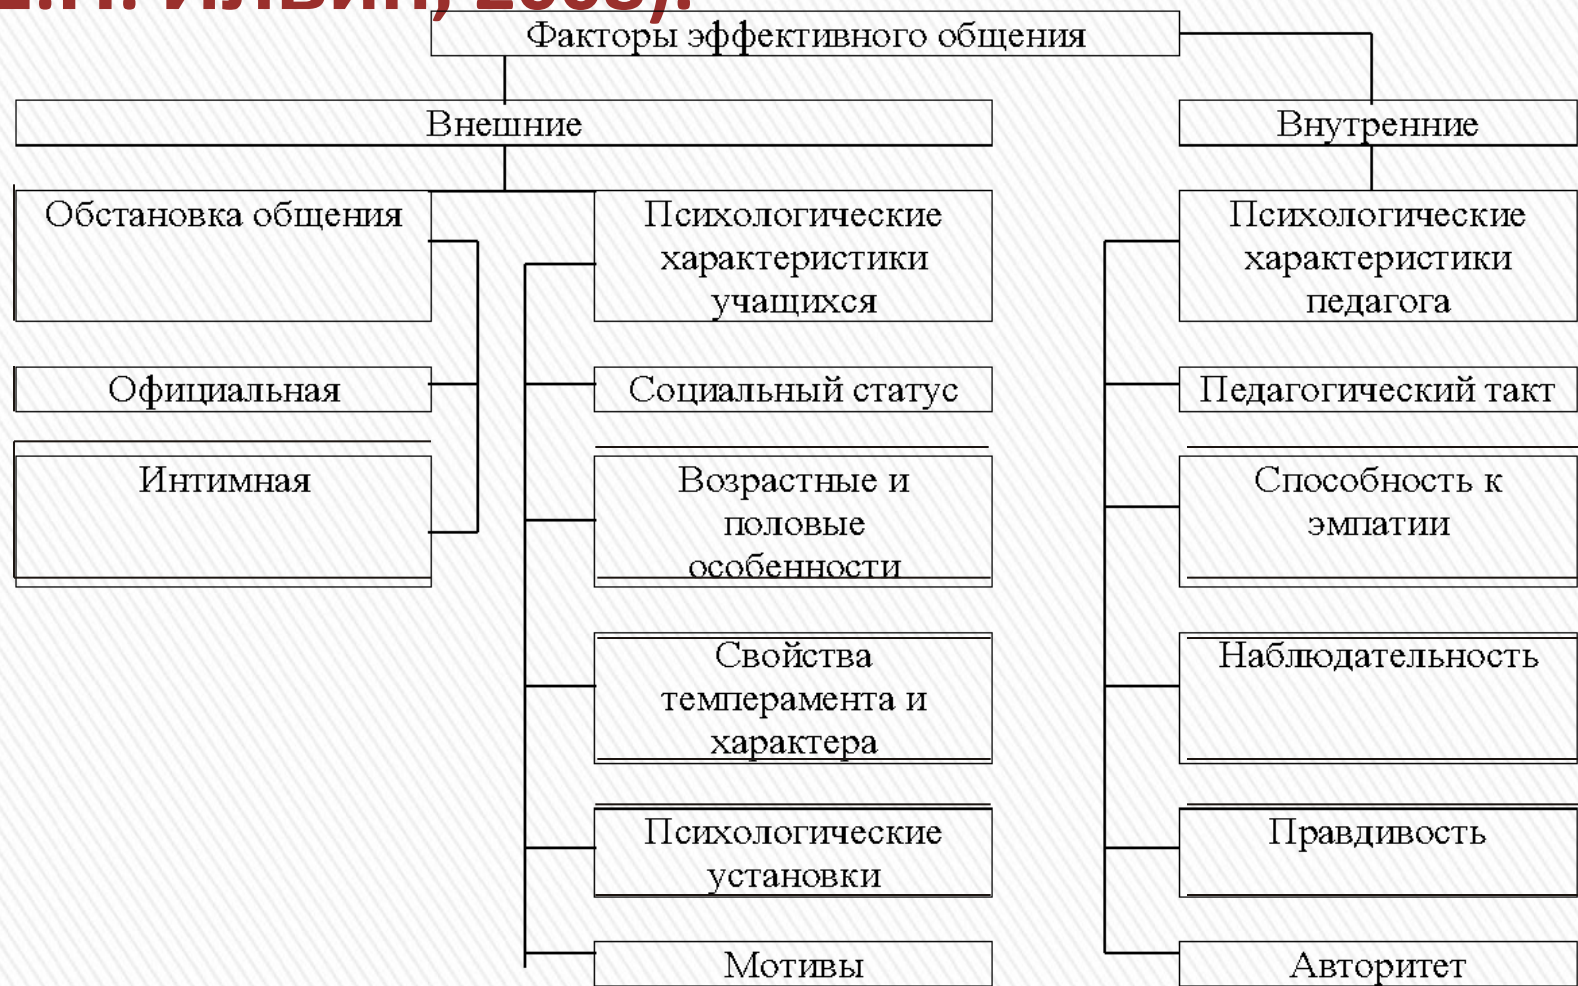 Факторы эффективного общения
Внешние
Внутренние
Обстановка общения
Психологические
характеристики
учащихся
Психологические
характеристики
педагога
Официальная
Социальный статус
Педагогический такт
Интимная
Возрастные и
половые
особенности
Способность к
эмпатии
Свойства
темперамента и
характера
Наблюдательность
Психологические
установки
Правдивость
Мотивы
Авторитет